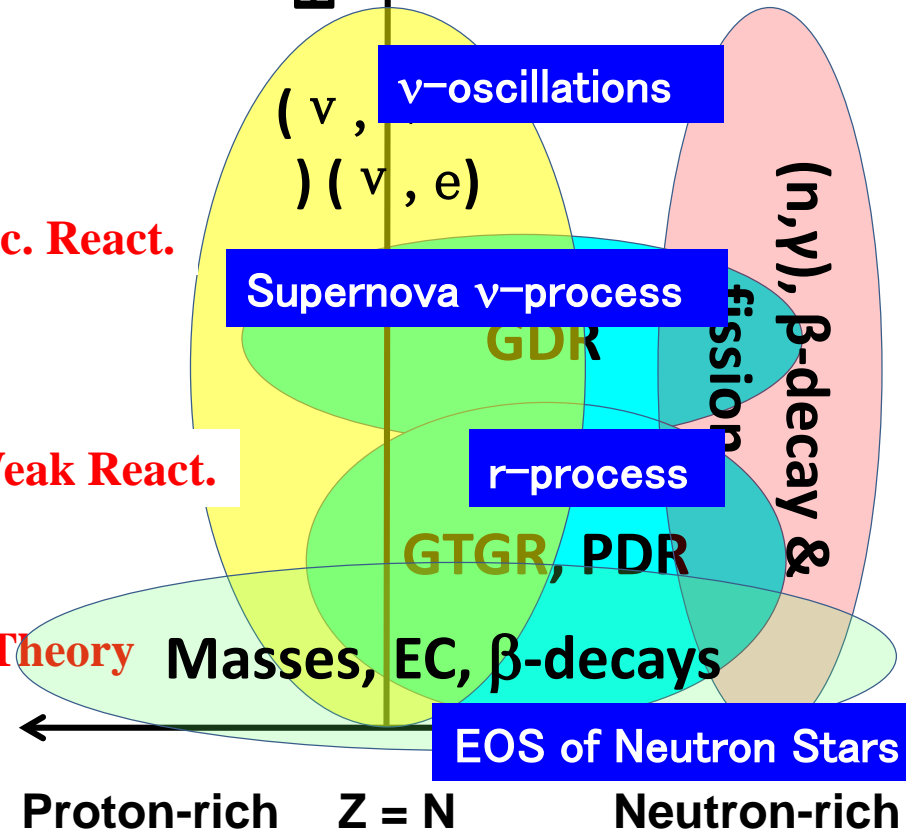 ν-oscillations
( ν ,
) ( ν , e)
c. React.
Supernova ν-process
GDR
(n,γ), β-decay &
fission
eak React.
r-process
GTGR, PDR
Theory
Masses, EC, β-decays
EOS of Neutron Stars
Proton-rich Z = N Neutron-rich